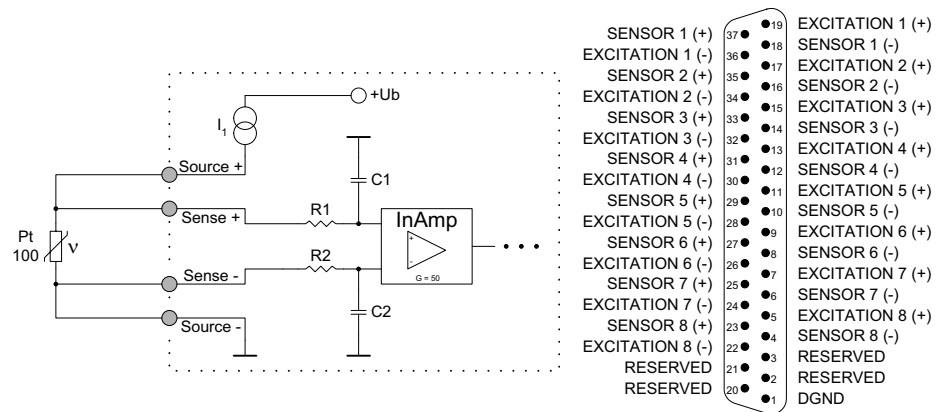 +Ub
I1
Source +
C1
Sense +
R1
InAmp
+
-
G = 50
Pt
100
ν
R2
Sense -
C2
Source -
SENSOR 1 (+) 37
EXCITATION 1 (-) 36
SENSOR 2 (+) 35
EXCITATION 2 (-) 34
SENSOR 3 (+) 33
EXCITATION 3 (-) 32
SENSOR 4 (+) 31
EXCITATION 4 (-) 30
SENSOR 5 (+) 29
EXCITATION 5 (-) 28
SENSOR 6 (+) 27
EXCITATION 6 (-) 26
SENSOR 7 (+) 25
EXCITATION 7 (-) 24
SENSOR 8 (+) 23
EXCITATION 8 (-) 22
RESERVED 21
RESERVED 20
19 EXCITATION 1 (+)
18 SENSOR 1 (-)
17 EXCITATION 2 (+)
16 SENSOR 2 (-)
15 EXCITATION 3 (+)
14 SENSOR 3 (-)
13 EXCITATION 4 (+)
12 SENSOR 4 (-)
11 EXCITATION 5 (+)
10 SENSOR 5 (-)
9 EXCITATION 6 (+)
8 SENSOR 6 (-)
7 EXCITATION 7 (+)
6 SENSOR 7 (-)
5 EXCITATION 8 (+)
4 SENSOR 8 (-)
3 RESERVED
2 RESERVED
1 DGND